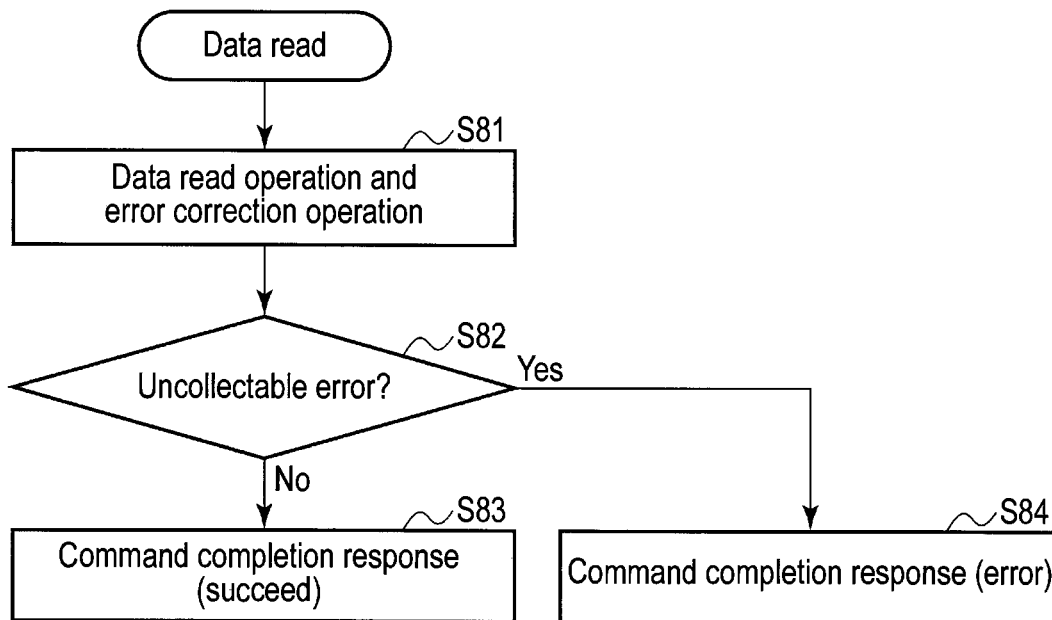 Data read
S81
Data read operation and
error correction operation
S82
Uncollectable error?
Yes
No
S83
Command completion response
(succeed)
S84
Command completion response (error)